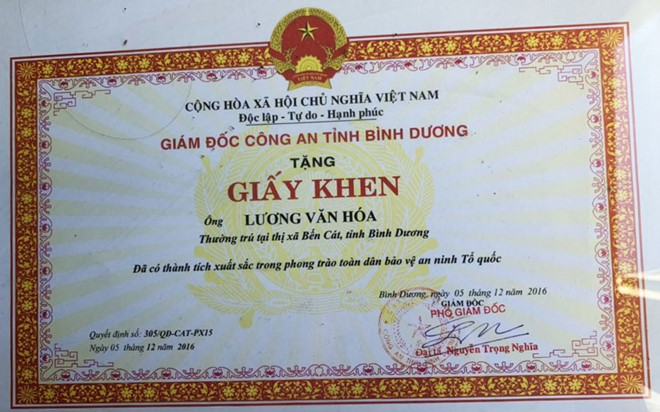 VIỆT NAM
CỘNG HÒA XÃ HỘI CHỦ NGHĨA VIỆT NAM
Độc lập - Tự do - Hạnh phúc
GIÁM ĐỐC CÔNG AN TỈNH BÌNH DƯƠNG
TẶNG
GIẤY KHEN
Ông LƯƠNG VĂN HÓA
Thường trú tại thị xã Bến Cát, tỉnh Bình Dương
Đã có thành tích xuất sắc trong phong trào toàn dân bảo vệ an ninh Tổ quốc
Bình Dương, ngày 05 tháng 12 năm 2016
GIÁM ĐỐC
PHÓ GIÁM ĐỐC
Quyết định số: 305/QĐ-CAT-PX15
Ngày 05 tháng 12 năm 2016
Đại tá Nguyễn Trọng Nghĩa